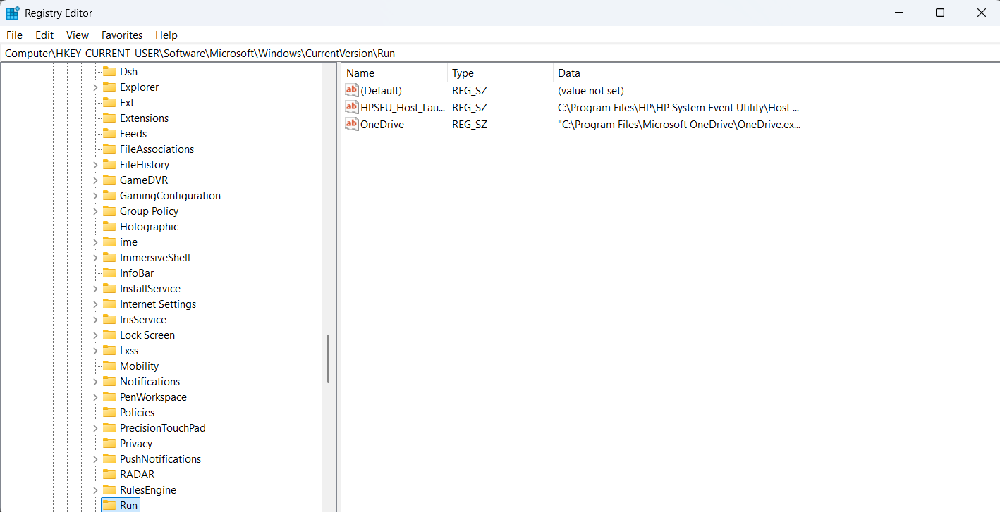 Registry Editor
File Edit View Favorites Help
Computer\HKEY_CURRENT_USER\Software\Microsoft\Windows\CurrentVersion\Run
Dsh
Explorer
Ext
Extensions
Feeds
FileAssociations
FileHistory
GameDVR
GamingConfiguration
Group Policy
Holographic
ime
ImmersiveShell
InfoBar
InstallService
Internet Settings
IrisService
Lock Screen
Lxss
Mobility
Notifications
PenWorkspace
Policies
PrecisionTouchPad
Privacy
PushNotifications
RADAR
RulesEngine
Run
Name Type Data
ab (Default) REG_SZ (value not set)
ab HPSEU_Host_Lau... REG_SZ C:\Program Files\HP\HP System Event Utility\Host ...
ab OneDrive REG_SZ "C:\Program Files\Microsoft OneDrive\OneDrive.ex...